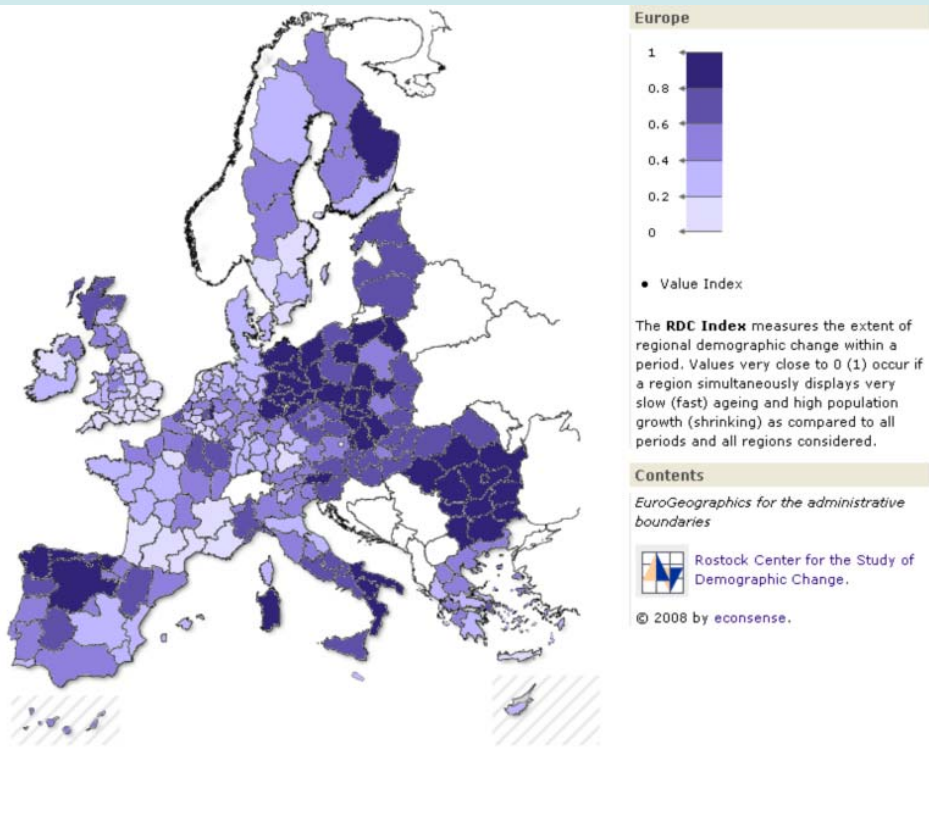 Europe
1
0.8
0.6
0.4
0.2
0
• Value Index
The RDC Index measures the extent of
regional demographic change within a
period. Values very close to 0 (1) occur if
a region simultaneously displays very
slow (fast) ageing and high population
growth (shrinking) as compared to all
periods and all regions considered.
Contents
EuroGeographics for the administrative
boundaries
Rostock Center for the Study of
Demographic Change.
© 2008 by econsense.